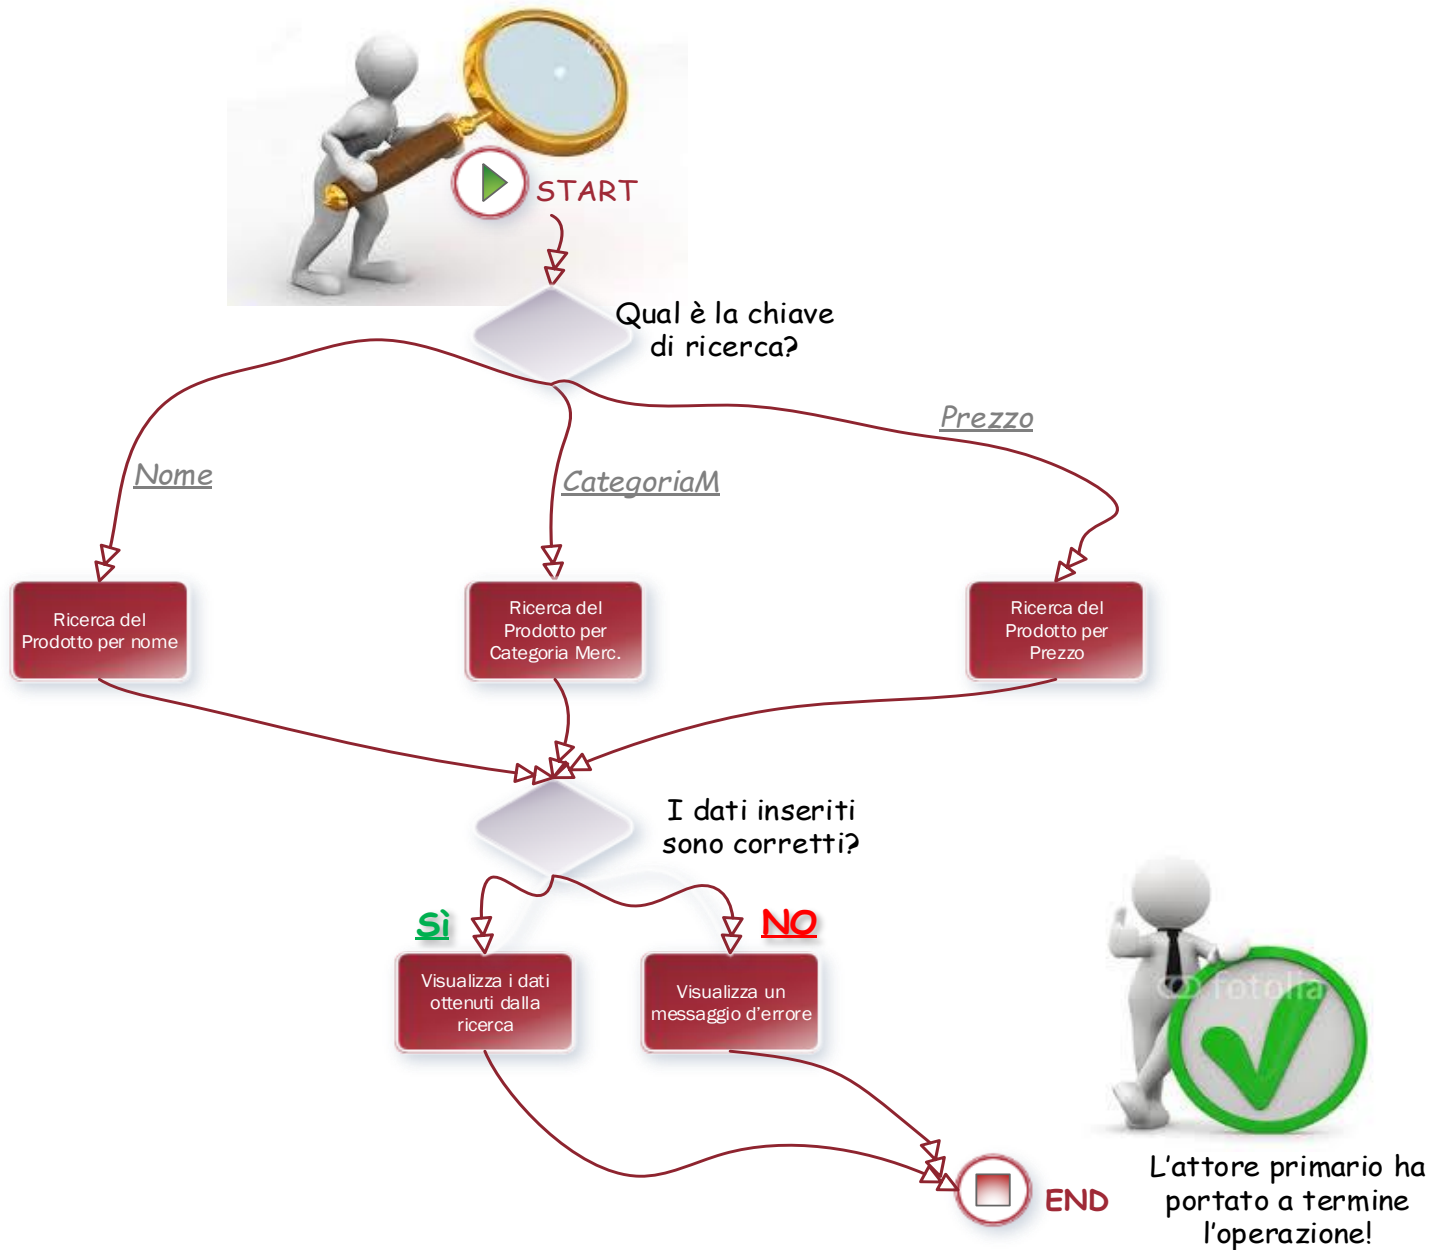 START
Qual è la chiave
di ricerca?
Prezzo
Nome
CategoriaM
Ricerca del
Prodotto per nome
Ricerca del
Prodotto per
Categoria Merc.
Ricerca del
Prodotto per
Prezzo
I dati inseriti
sono corretti?
Sì
NO
Visualizza i dati
ottenuti dalla
ricerca
Visualizza un
messaggio d'errore
fotolia
END
L'attore primario ha
portato a termine
l'operazione!